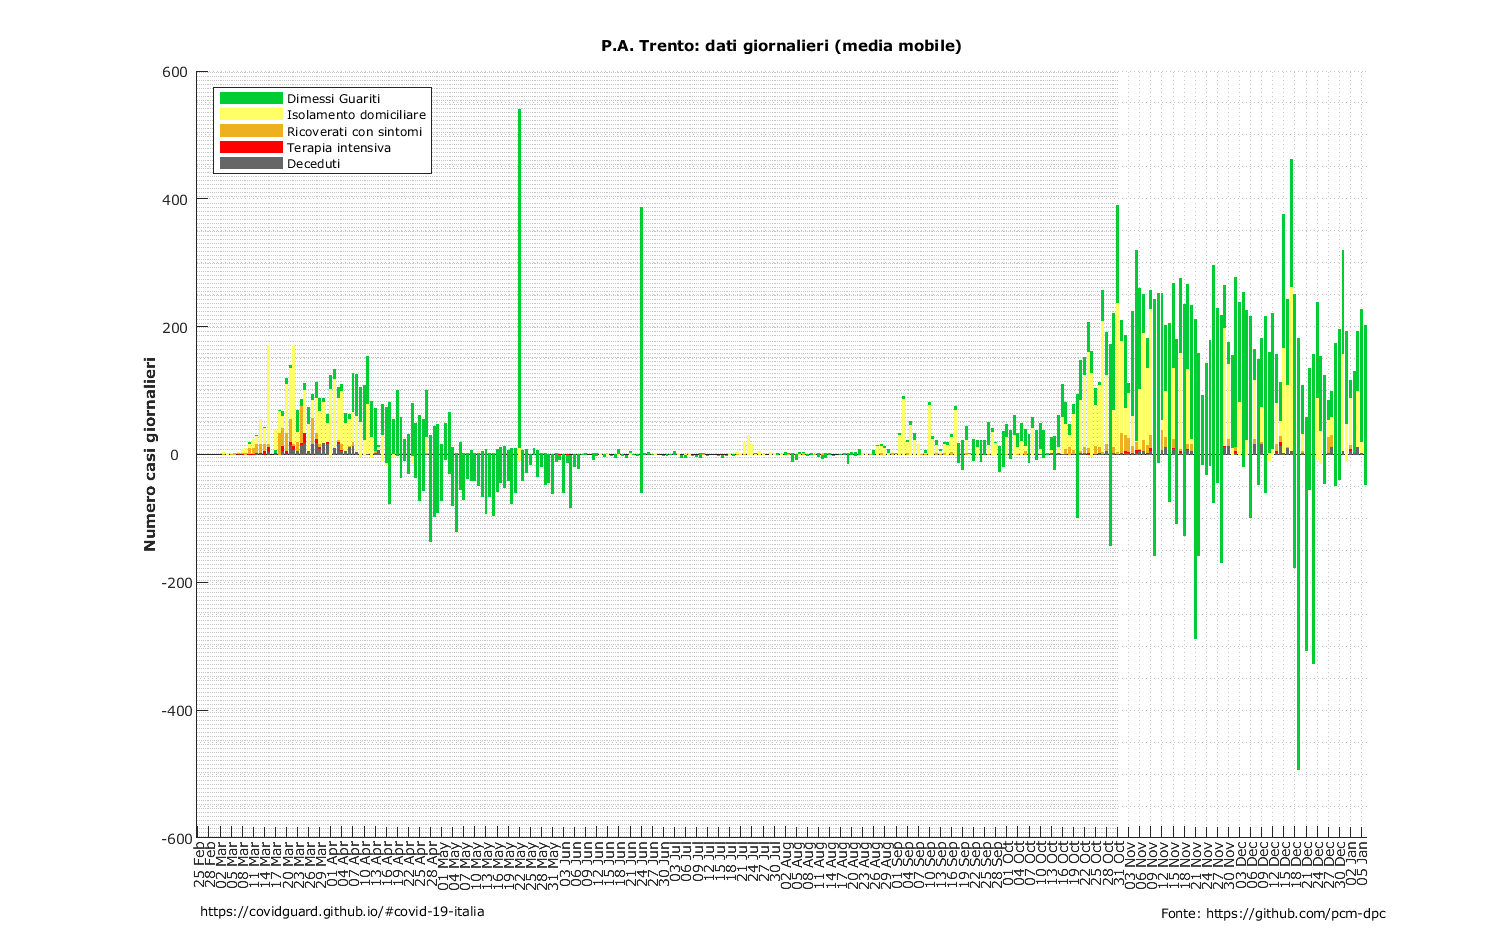 P.A. Trento: dati giornalieri (media mobile)
Dimessi Guariti
Isolamento domiciliare
Ricoverati con sintomi
Terapia intensiva
Deceduti
Numero casi giornalieri
600
400
200
0
-200
-400
-600
25 Feb
28 Feb
02 Mar
05 Mar
08 Mar
11 Mar
14 Mar
17 Mar
20 Mar
23 Mar
26 Mar
29 Mar
01 Apr
04 Apr
07 Apr
10 Apr
13 Apr
16 Apr
19 Apr
22 Apr
25 Apr
28 Apr
01 May
04 May
07 May
10 May
13 May
16 May
19 May
22 May
25 May
28 May
31 May
03 Jun
06 Jun
09 Jun
12 Jun
15 Jun
18 Jun
21 Jun
24 Jun
27 Jun
30 Jun
03 Jul
06 Jul
09 Jul
12 Jul
15 Jul
18 Jul
21 Jul
24 Jul
27 Jul
30 Jul
02 Aug
05 Aug
08 Aug
11 Aug
14 Aug
17 Aug
20 Aug
23 Aug
26 Aug
29 Aug
01 Sep
04 Sep
07 Sep
10 Sep
13 Sep
16 Sep
19 Sep
22 Sep
25 Sep
28 Sep
01 Oct
04 Oct
07 Oct
10 Oct
13 Oct
16 Oct
19 Oct
22 Oct
25 Oct
28 Oct
31 Oct
03 Nov
06 Nov
09 Nov
12 Nov
15 Nov
18 Nov
21 Nov
24 Nov
27 Nov
30 Nov
03 Dec
06 Dec
09 Dec
12 Dec
15 Dec
18 Dec
21 Dec
24 Dec
27 Dec
30 Dec
02 Jan
05 Jan
https://covidguard.github.io/#covid-19-italia
Fonte: https://github.com/pcm-dpc